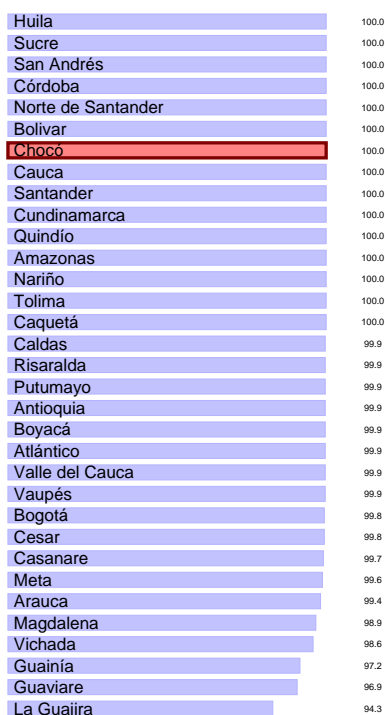 Huila 100.0
Sucre 100.0
San Andrés 100.0
Córdoba 100.0
Norte de Santander 100.0
Bolivar 100.0
Chocó 100.0
Cauca 100.0
Santander 100.0
Cundinamarca 100.0
Quindío 100.0
Amazonas 100.0
Nariño 100.0
Tolima 100.0
Caquetá 100.0
Caldas 99.9
Risaralda 99.9
Putumayo 99.9
Antioquia 99.9
Boyacá 99.9
Atlántico 99.9
Valle del Cauca 99.9
Vaupés 99.9
Bogotá 99.8
Cesar 99.8
Casanare 99.7
Meta 99.6
Arauca 99.4
Magdalena 98.9
Vichada 98.6
Guainía 97.2
Guaviare 96.9
La Guajira 94.3